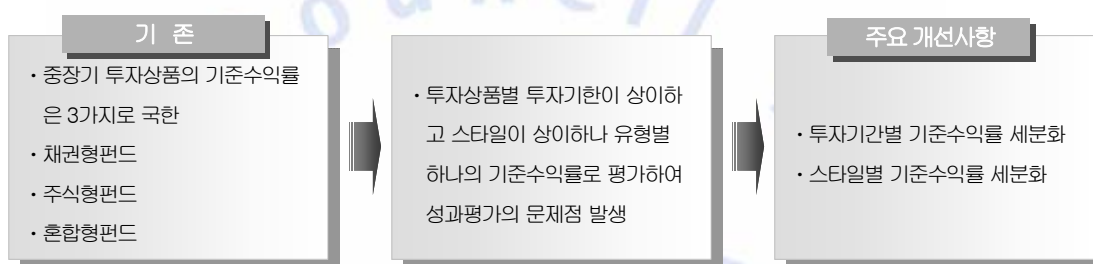 기 존
· 중장기 투자상품의 기준수익률
은 3가지로 국한
· 채권형펀드
· 주식형펀드
· 혼합형펀드
· 투자상품별 투자기한이 상이하
고 스타일이 상이하나 유형별
하나의 기준수익률로 평가하여
성과평가의 문제점 발생
주요 개선사항
· 투자기간별 기준수익률 세분화
· 스타일별 기준수익률 세분화